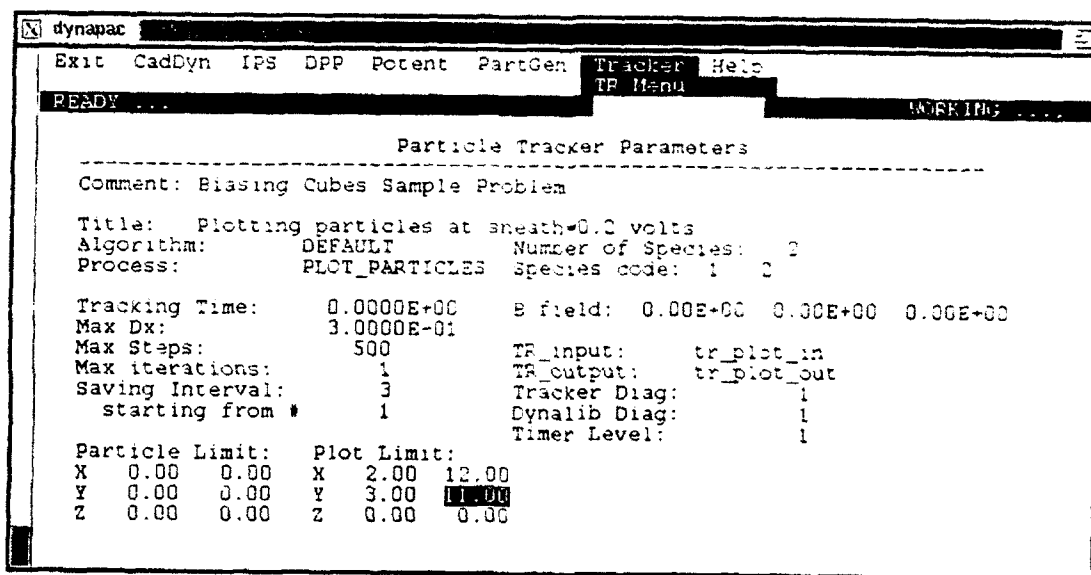 dynapac
Exit CadDyn IPS DPP Potent PartGen Tracker Help
TR Menu
READY ... WORKING ....
Particle Tracker Parameters
Comment: Biasing Cubes Sample Problem
Title: Plotting particles at sheath=0.2 volts
Algorithm: DEFAULT Number of Species: 2
Process: PLOT_PARTICLES Species code: 1 2
Tracking Time: 0.0000E+00 B field: 0.00E+00 0.00E+00 0.00E+00
Max Dx: 3.0000E-01
Max Steps: 500 TR_input: tr_plot_in
Max iterations: 1 TR_output: tr_plot_out
Saving Interval: 3 Tracker Diag: 1
starting from # 1 Dynalib Diag: 1
Timer Level: 1
Particle Limit: Plot Limit:
X 0.00 0.00 X 2.00 12.00
Y 0.00 0.00 Y 3.00 11.00
Z 0.00 0.00 Z 0.00 0.00